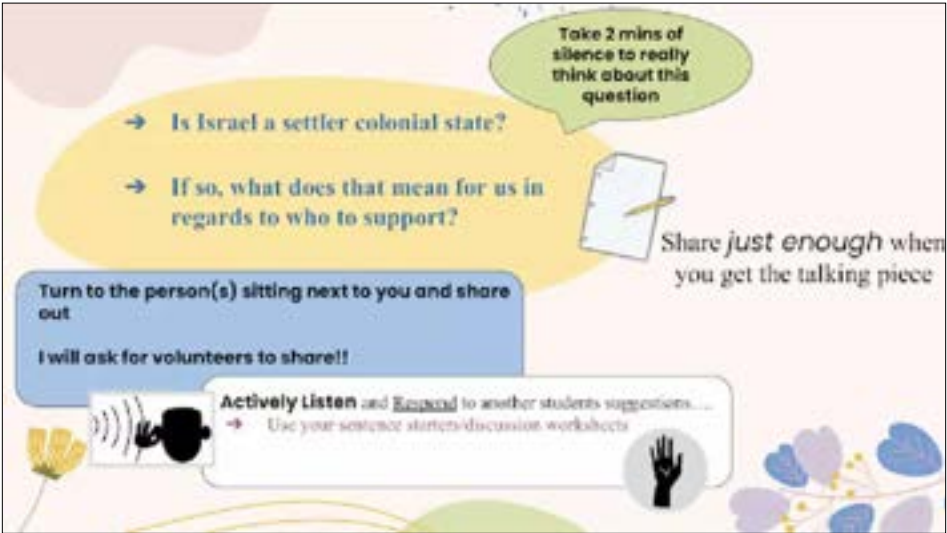 Take 2 mins of
silence to really
think about this
question
➔ Is Israel a settler colonial state?
➔ If so, what does that mean for us in
regards to who to support?
Share just enough when
you get the talking piece
Turn to the person(s) sitting next to you and share
out
I will ask for volunteers to share!!
Actively Listen and Respond to another students suggestions....
➔ Use your sentence starters/discussion worksheets